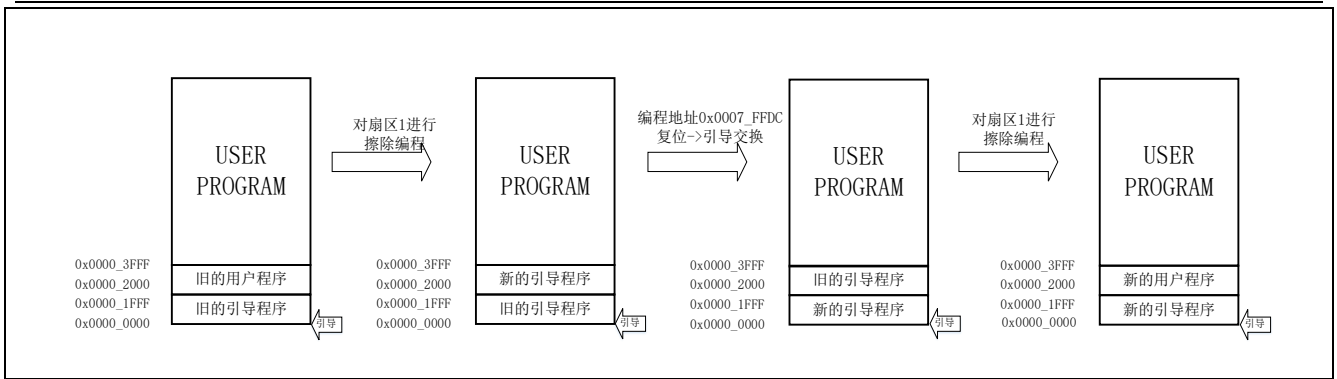 对扇区1进行
擦除编程
编程地址0x0007_FFDC
复位->引导交换
对扇区1进行
擦除编程
USER
PROGRAM
USER
PROGRAM
USER
PROGRAM
USER
PROGRAM
0x0000_3FFF
0x0000_2000
0x0000_1FFF
0x0000_0000
旧的用户程序
旧的引导程序
引导
0x0000_3FFF
0x0000_2000
0x0000_1FFF
0x0000_0000
新的引导程序
旧的引导程序
引导
0x0000_3FFF
0x0000_2000
0x0000_1FFF
0x0000_0000
旧的引导程序
新的引导程序
引导
0x0000_3FFF
0x0000_2000
0x0000_1FFF
0x0000_0000
新的用户程序
新的引导程序
引导